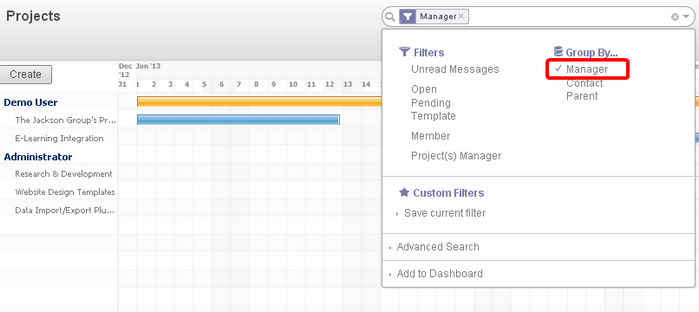 Projects
Manager×
Filters
Unread Messages
Open
Pending
Template
Member
Project(s) Manager
Group By...
✓ Manager
Contact
Parent
Custom Filters
Save current filter
Advanced Search
Add to Dashboard
Create
Dec '12 Jan '13
31 1 2 3 4 5 6 7 8 9 10 11 12 13 14
Demo User
The Jackson Group's Pr...
E-Learning Integration
Administrator
Research & Development
Website Design Templates
Data Import/Export Plu...